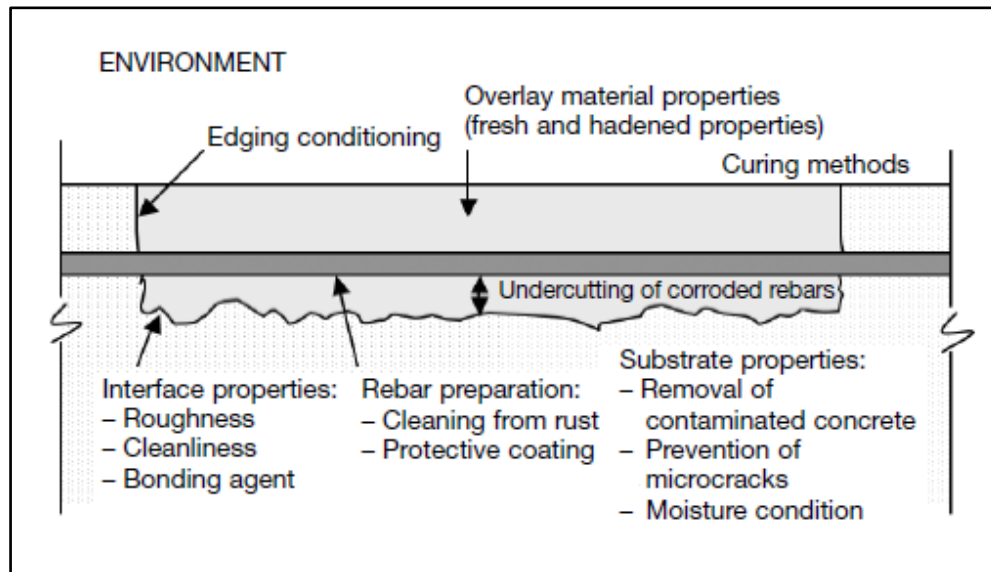 ENVIRONMENT
Overlay material properties
(fresh and hadened properties)
Edging conditioning
Curing methods
Undercutting of corroded rebars
Interface properties:
– Roughness
– Cleanliness
– Bonding agent
Rebar preparation:
– Cleaning from rust
– Protective coating
Substrate properties:
– Removal of
contaminated concrete
– Prevention of
microcracks
– Moisture condition